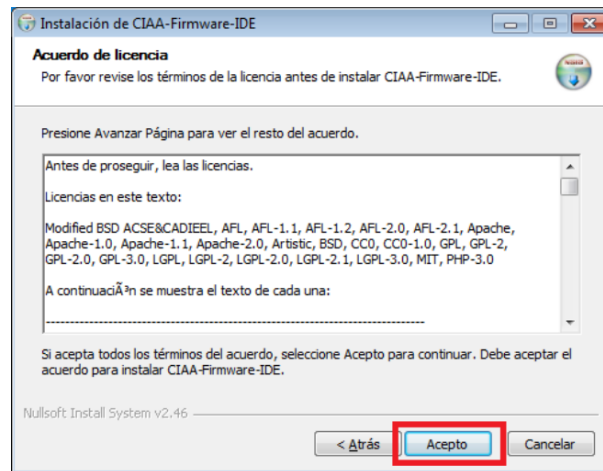 Instalación de CIAA-Firmware-IDE
Acuerdo de licencia
Por favor revise los términos de la licencia antes de instalar CIAA-Firmware-IDE.
Presione Avanzar Página para ver el resto del acuerdo.
Antes de proseguir, lea las licencias.
Licencias en este texto:
Modified BSD ACSE&CADIEEL, AFL, AFL-1.1, AFL-1.2, AFL-2.0, AFL-2.1, Apache,
Apache-1.0, Apache-1.1, Apache-2.0, Artistic, BSD, CC0, CC0-1.0, GPL, GPL-2,
GPL-2.0, GPL-3.0, LGPL, LGPL-2, LGPL-2.0, LGPL-2.1, LGPL-3.0, MIT, PHP-3.0
A continuaciÃ³n se muestra el texto de cada una:
------------------------------------------------------------------------------
Si acepta todos los términos del acuerdo, seleccione Acepto para continuar. Debe aceptar el
acuerdo para instalar CIAA-Firmware-IDE.
Nullsoft Install System v2.46
< Atrás
Acepto
Cancelar